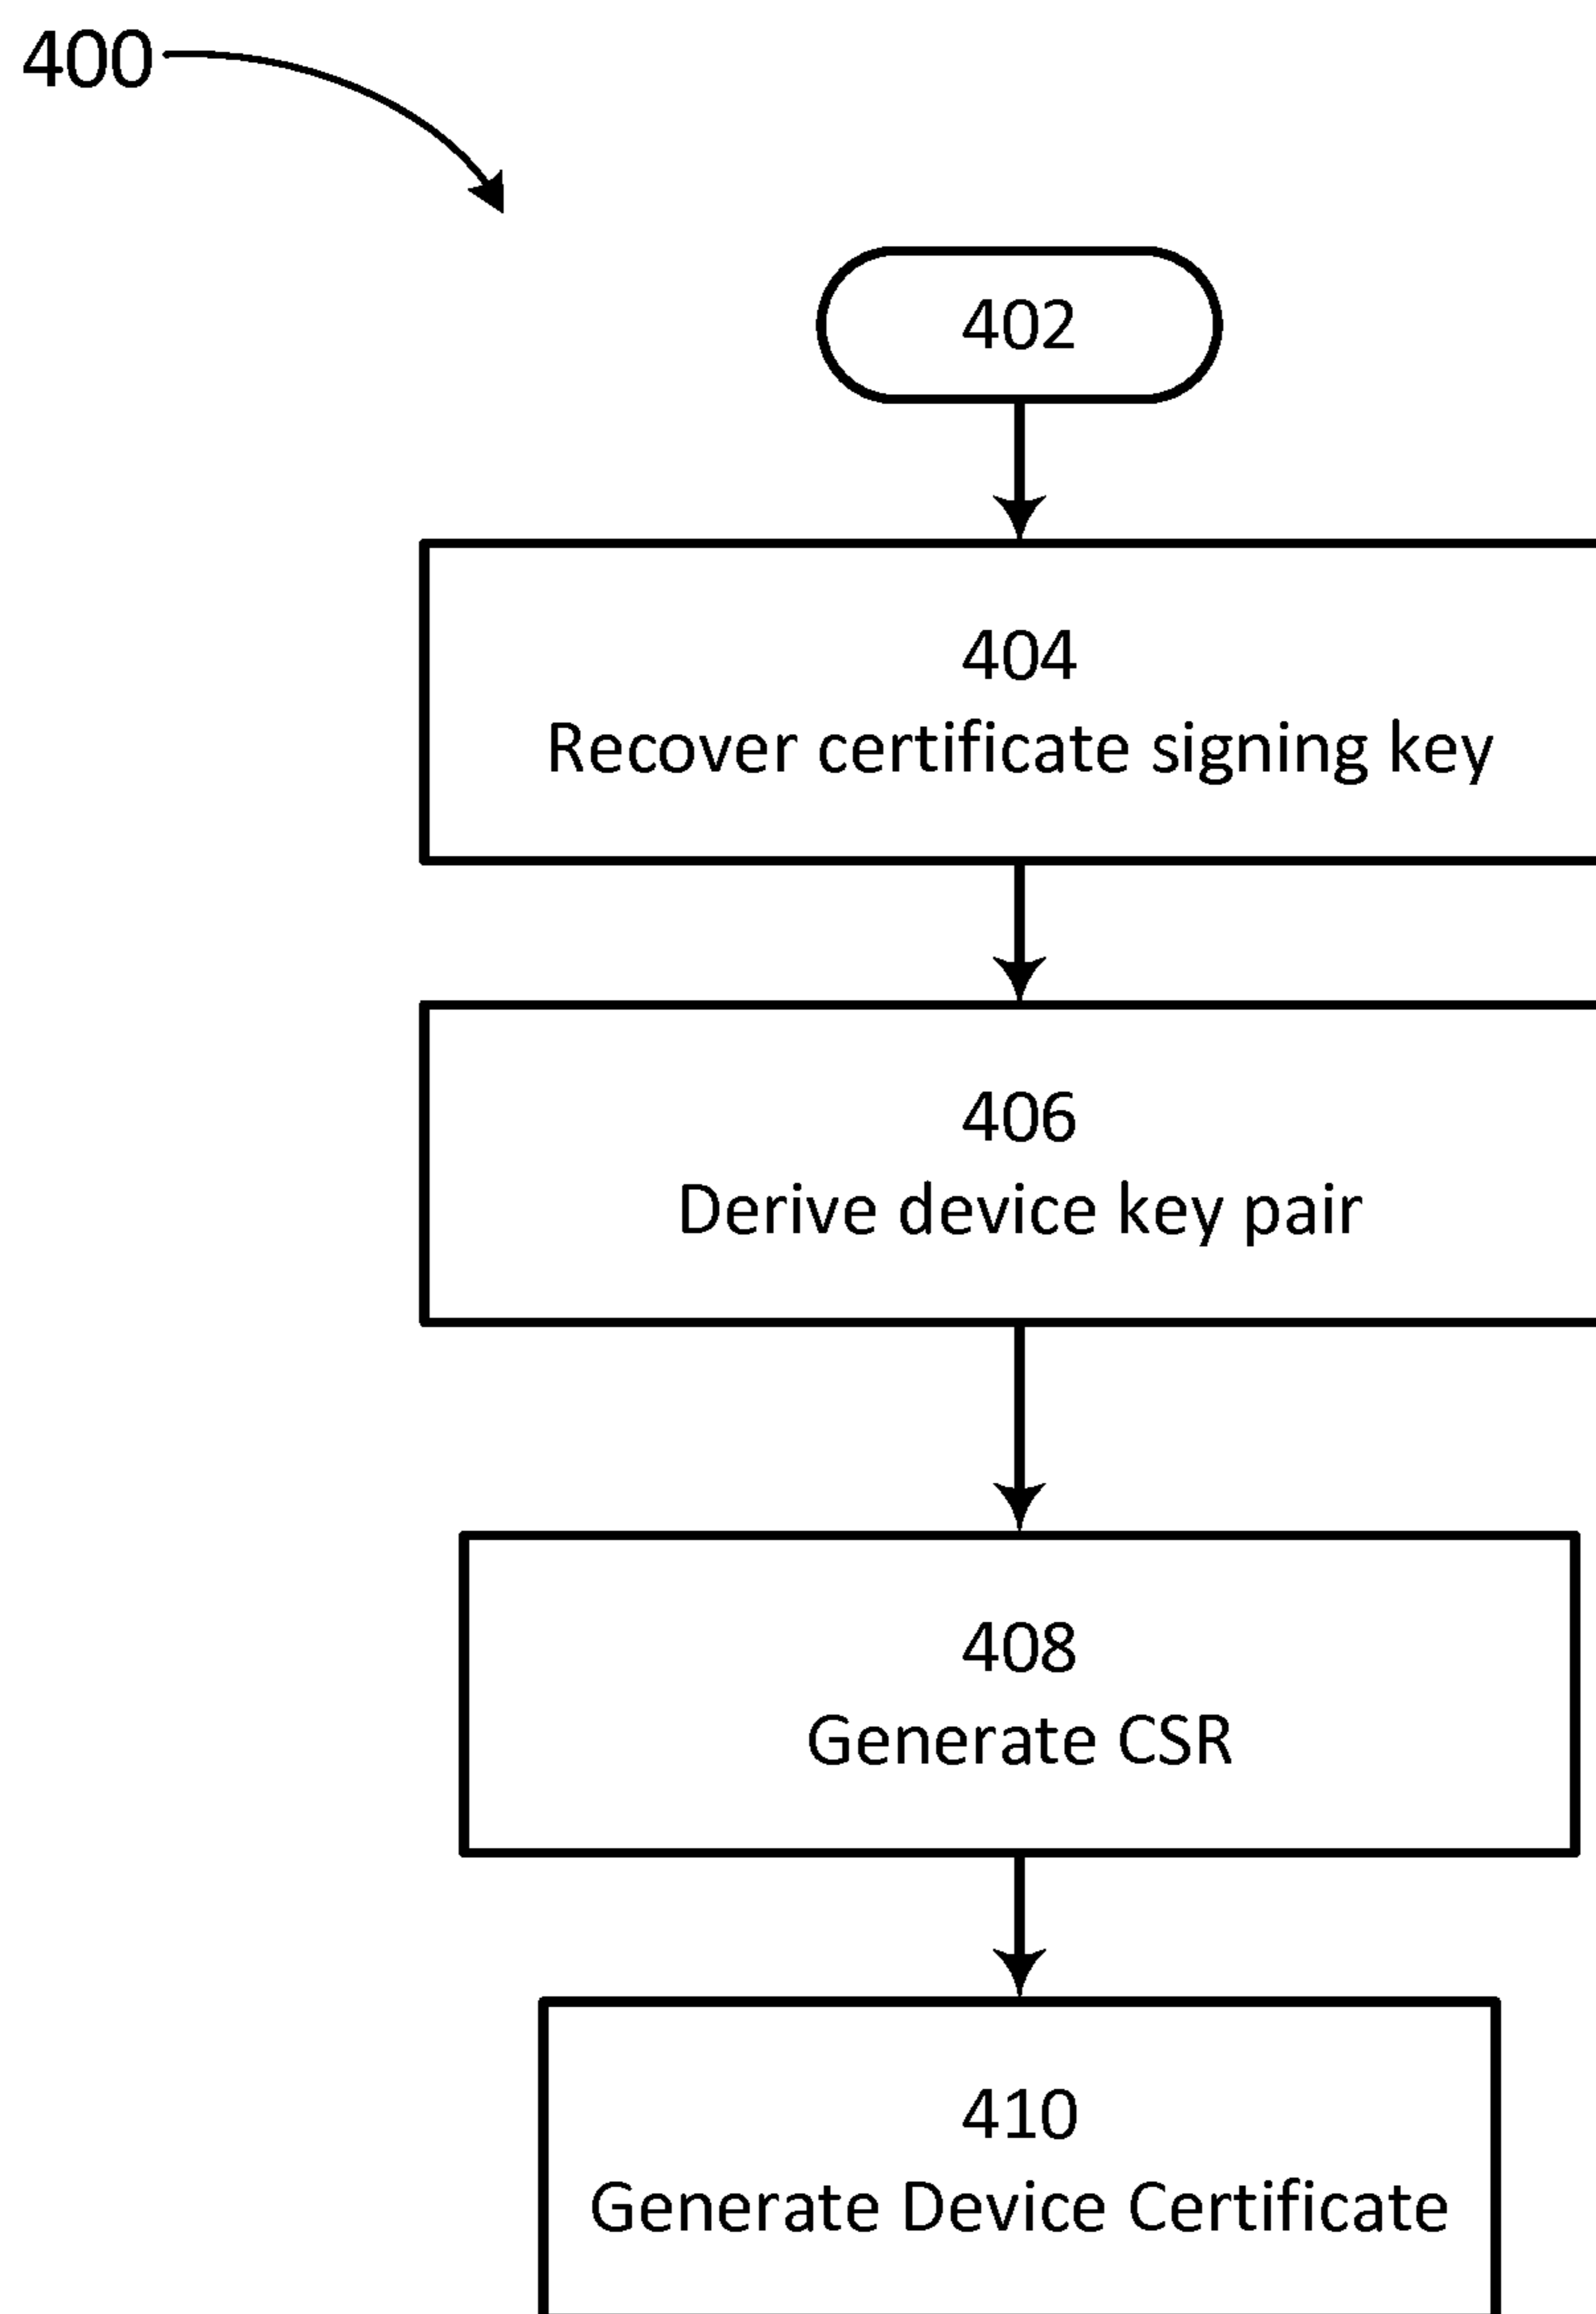 400
402
404
Recover certificate signing key
406
Derive device key pair
408
Generate CSR
410
Generate Device Certificate